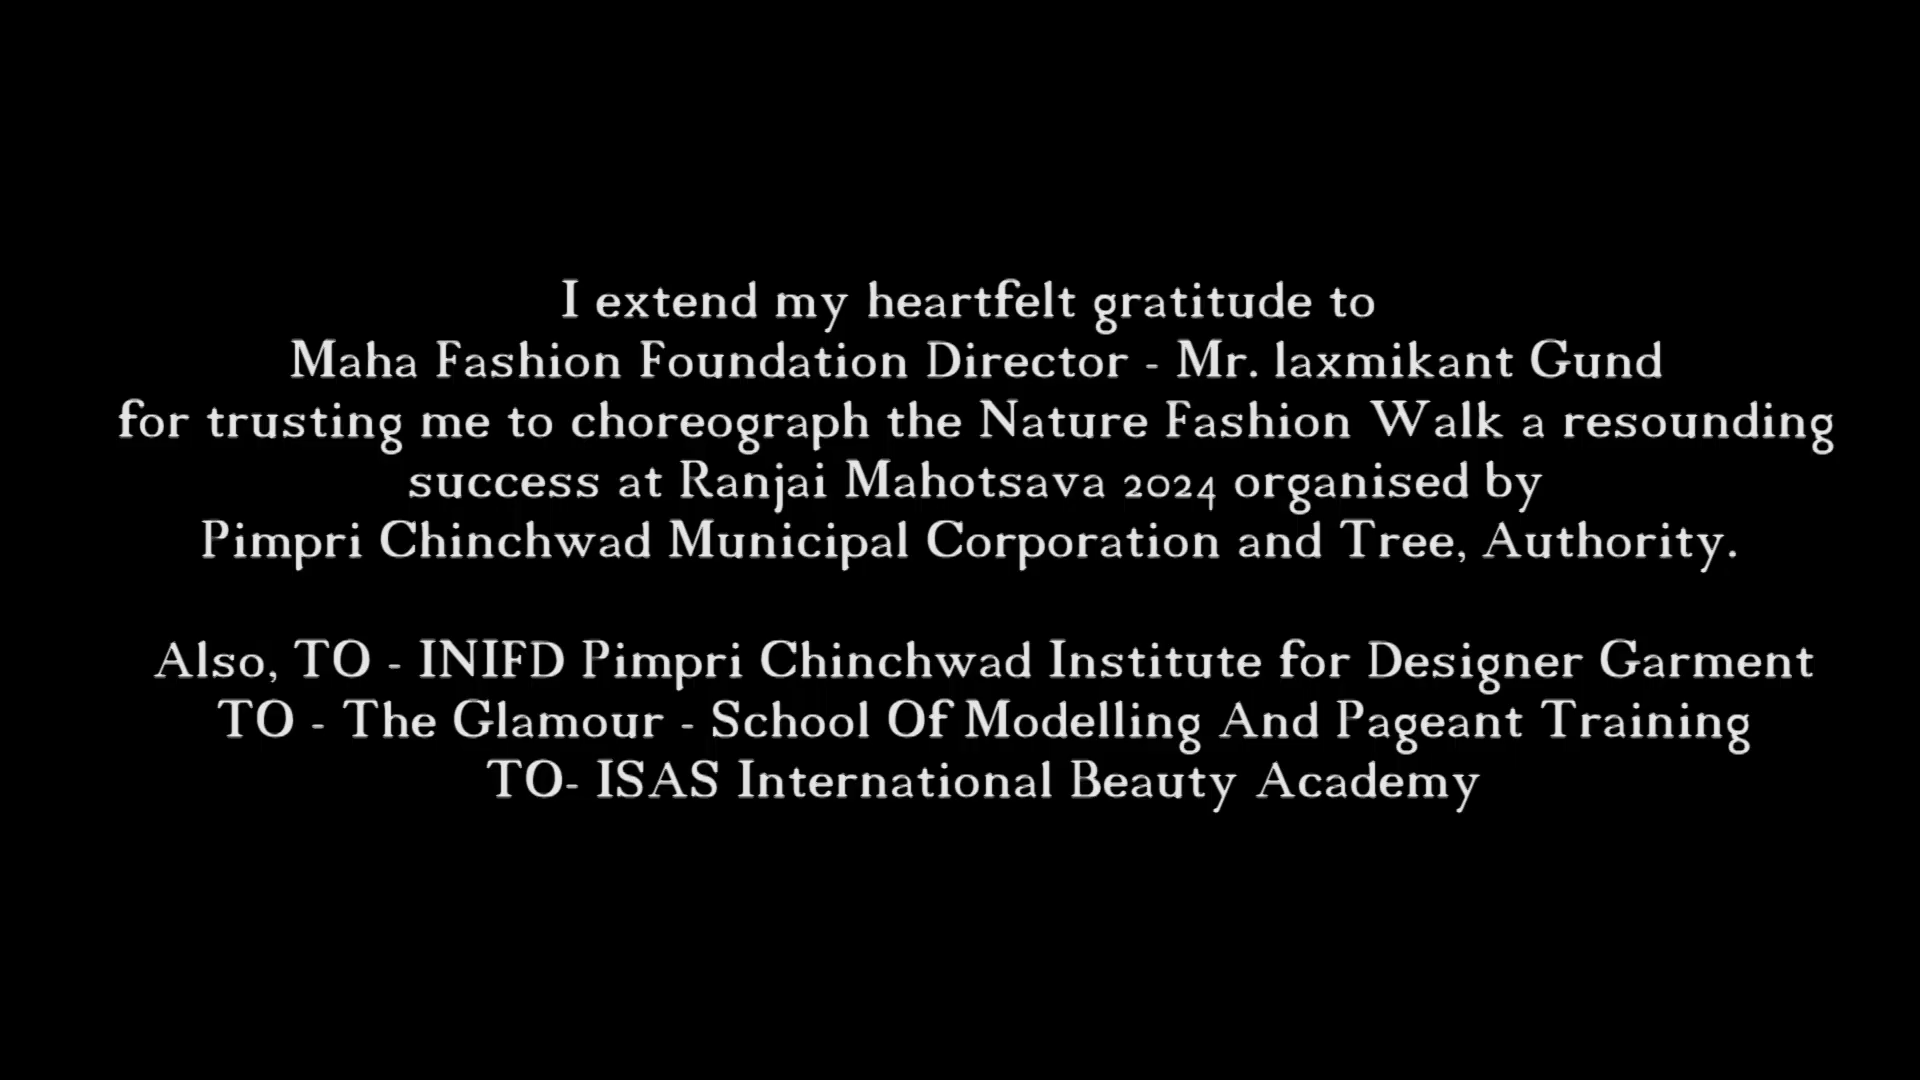 I extend my heartfelt gratitude to
Maha Fashion Foundation Director - Mr. laxmikant Gund
for trusting me to choreograph the Nature Fashion Walk a resounding
success at Ranjai Mahotsava 2024 organised by
Pimpri Chinchwad Municipal Corporation and Tree, Authority.
Also, TO - INIFD Pimpri Chinchwad Institute for Designer Garment
TO - The Glamour - School Of Modelling And Pageant Training
TO- ISAS International Beauty Academy